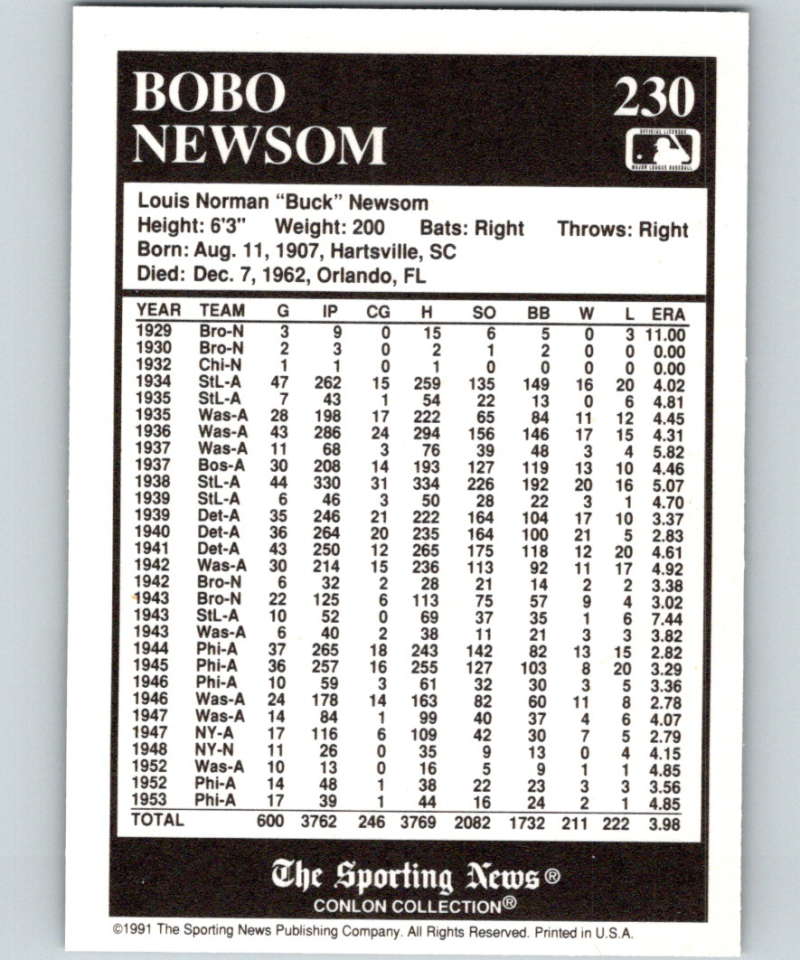 BOBO
NEWSOM
230
OFFICIAL LICENSEE
MAJOR LEAGUE BASEBALL
Louis Norman "Buck" Newsom
Height: 6'3" Weight: 200 Bats: Right Throws: Right
Born: Aug. 11, 1907, Hartsville, SC
Died: Dec. 7, 1962, Orlando, FL
YEAR TEAM G IP CG H SO BB W L ERA
1929 Bro-N 3 9 0 15 6 5 0 3 11.00
1930 Bro-N 2 3 0 2 1 2 0 0 0.00
1932 Chi-N 1 1 0 1 0 0 0 0 0.00
1934 StL-A 47 262 15 259 135 149 16 20 4.02
1935 StL-A 7 43 1 54 22 13 0 6 4.81
1935 Was-A 28 198 17 222 65 84 11 12 4.45
1936 Was-A 43 286 24 294 156 146 17 15 4.31
1937 Was-A 11 68 3 76 39 48 3 4 5.82
1937 Bos-A 30 208 14 193 127 119 13 10 4.46
1938 StL-A 44 330 31 334 226 192 20 16 5.07
1939 StL-A 6 46 3 50 28 22 3 1 4.70
1939 Det-A 35 246 21 222 164 104 17 10 3.37
1940 Det-A 36 264 20 235 164 100 21 5 2.83
1941 Det-A 43 250 12 265 175 118 12 20 4.61
1942 Was-A 30 214 15 236 113 92 11 17 4.92
1942 Bro-N 6 32 2 28 21 14 2 2 3.38
1943 Bro-N 22 125 6 113 75 57 9 4 3.02
1943 StL-A 10 52 0 69 37 35 1 6 7.44
1943 Was-A 6 40 2 38 11 21 3 3 3.82
1944 Phi-A 37 265 18 243 142 82 13 15 2.82
1945 Phi-A 36 257 16 255 127 103 8 20 3.29
1946 Phi-A 10 59 3 61 32 30 3 5 3.36
1946 Was-A 24 178 14 163 82 60 11 8 2.78
1947 Was-A 14 84 1 99 40 37 4 6 4.07
1947 NY-A 17 116 6 109 42 30 7 5 2.79
1948 NY-N 11 26 0 35 9 13 0 4 4.15
1952 Was-A 10 13 0 16 5 9 1 1 4.85
1952 Phi-A 14 48 1 38 22 23 3 3 3.56
1953 Phi-A 17 39 1 44 16 24 2 1 4.85
TOTAL 600 3762 246 3769 2082 1732 211 222 3.98
The Sporting News®
CONLON COLLECTION®
©1991 The Sporting News Publishing Company. All Rights Reserved. Printed in U.S.A.